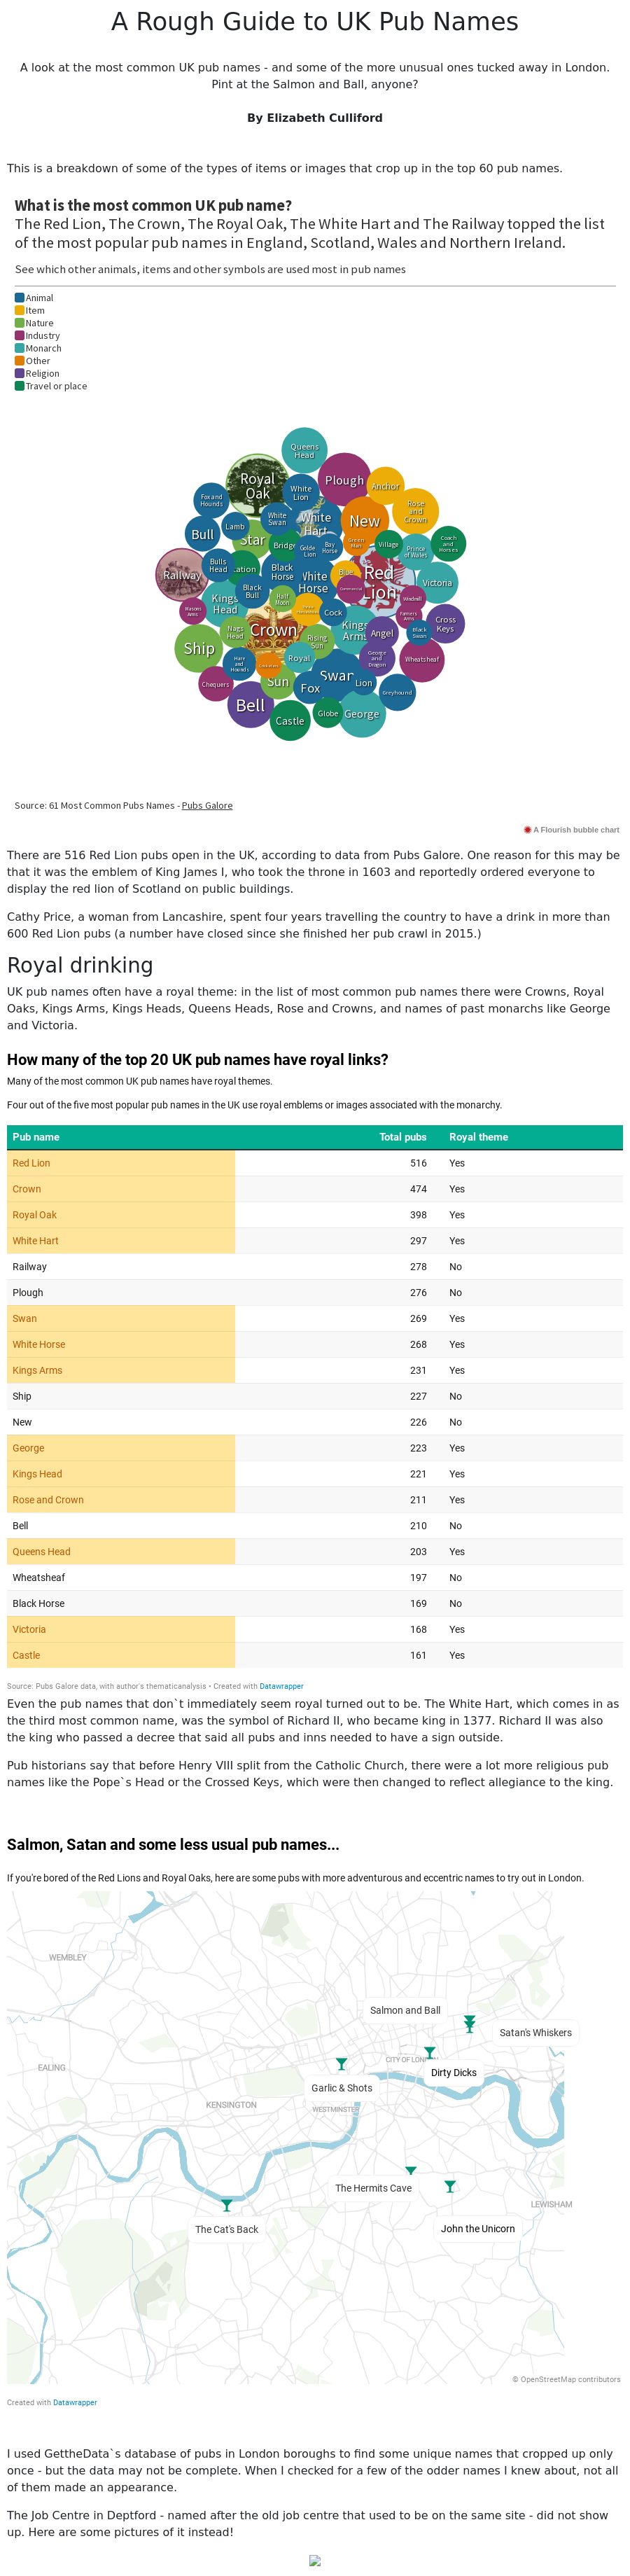 A Rough Guide to UK Pub Names
A look at the most common UK pub names - and some of the more unusual ones tucked away in London.
Pint at the Salmon and Ball, anyone?
By Elizabeth Culliford
This is a breakdown of some of the types of items or images that crop up in the top 60 pub names.
What is the most common UK pub name?
The Red Lion, The Crown, The Royal Oak, The White Hart and The Railway topped the list
of the most popular pub names in England, Scotland, Wales and Northern Ireland.
See which other animals, items and other symbols are used most in pub names
Animal
Item
Nature
Industry
Monarch
Other
Religion
Travel or place
Queens
Head
Royal
Oak
White
Lion
Plough
Anchor
Fox and
Hounds
Rose
and
Crown
White
Swan
White
Hart
New
Lamb
Bull
Star
Bridge
Golde
Lion
Bay
Horse
Green
Man
Village
Coach
and
Horses
Prince
of Wales
Railway
Bulls
Head
Black
Horse
White
Horse
Red
Lion
Victoria
Black
Bull
Half
Moon
Kings
Head
Masons
Arms
Cock
Windmill
Farmers
Arms
Cross
Keys
Black
Swan
Kings
Arms
Angel
Nags
Head
Crown
Rising
Sun
Ship
Hare
and
Hounds
Royal
George
and
Dragon
Wheatsheaf
Chequers
Sun
Swan
Fox
Lion
Greyhound
Bell
Castle
Globe
George
Source: 61 Most Common Pubs Names - Pubs Galore
A Flourish bubble chart
There are 516 Red Lion pubs open in the UK, according to data from Pubs Galore. One reason for this may be
that it was the emblem of King James I, who took the throne in 1603 and reportedly ordered everyone to
display the red lion of Scotland on public buildings.
Cathy Price, a woman from Lancashire, spent four years travelling the country to have a drink in more than
600 Red Lion pubs (a number have closed since she finished her pub crawl in 2015.)
Royal drinking
UK pub names often have a royal theme: in the list of most common pub names there were Crowns, Royal
Oaks, Kings Arms, Kings Heads, Queens Heads, Rose and Crowns, and names of past monarchs like George
and Victoria.
How many of the top 20 UK pub names have royal links?
Many of the most common UK pub names have royal themes.
Four out of the five most popular pub names in the UK use royal emblems or images associated with the monarchy.
Pub name Total pubs Royal theme
Red Lion 516 Yes
Crown 474 Yes
Royal Oak 398 Yes
White Hart 297 Yes
Railway 278 No
Plough 276 No
Swan 269 Yes
White Horse 268 Yes
Kings Arms 231 Yes
Ship 227 No
New 226 No
George 223 Yes
Kings Head 221 Yes
Rose and Crown 211 Yes
Bell 210 No
Queens Head 203 Yes
Wheatsheaf 197 No
Black Horse 169 No
Victoria 168 Yes
Castle 161 Yes
Source: Pubs Galore data, with author's thematicanalysis • Created with Datawrapper
Even the pub names that don`t immediately seem royal turned out to be. The White Hart, which comes in as
the third most common name, was the symbol of Richard II, who became king in 1377. Richard II was also
the king who passed a decree that said all pubs and inns needed to have a sign outside.
Pub historians say that before Henry VIII split from the Catholic Church, there were a lot more religious pub
names like the Pope`s Head or the Crossed Keys, which were then changed to reflect allegiance to the king.
Salmon, Satan and some less usual pub names...
If you're bored of the Red Lions and Royal Oaks, here are some pubs with more adventurous and eccentric names to try out in London.
WEMBLEY
Salmon and Ball
Satan's Whiskers
CITY OF LONDON
EALING
Dirty Dicks
Garlic & Shots
KENSINGTON
WESTMINSTER
The Hermits Cave
LEWISHAM
The Cat's Back
John the Unicorn
© OpenStreetMap contributors
Created with Datawrapper
I used GettheData`s database of pubs in London boroughs to find some unique names that cropped up only
once - but the data may not be complete. When I checked for a few of the odder names I knew about, not all
of them made an appearance.
The Job Centre in Deptford - named after the old job centre that used to be on the same site - did not show
up. Here are some pictures of it instead!